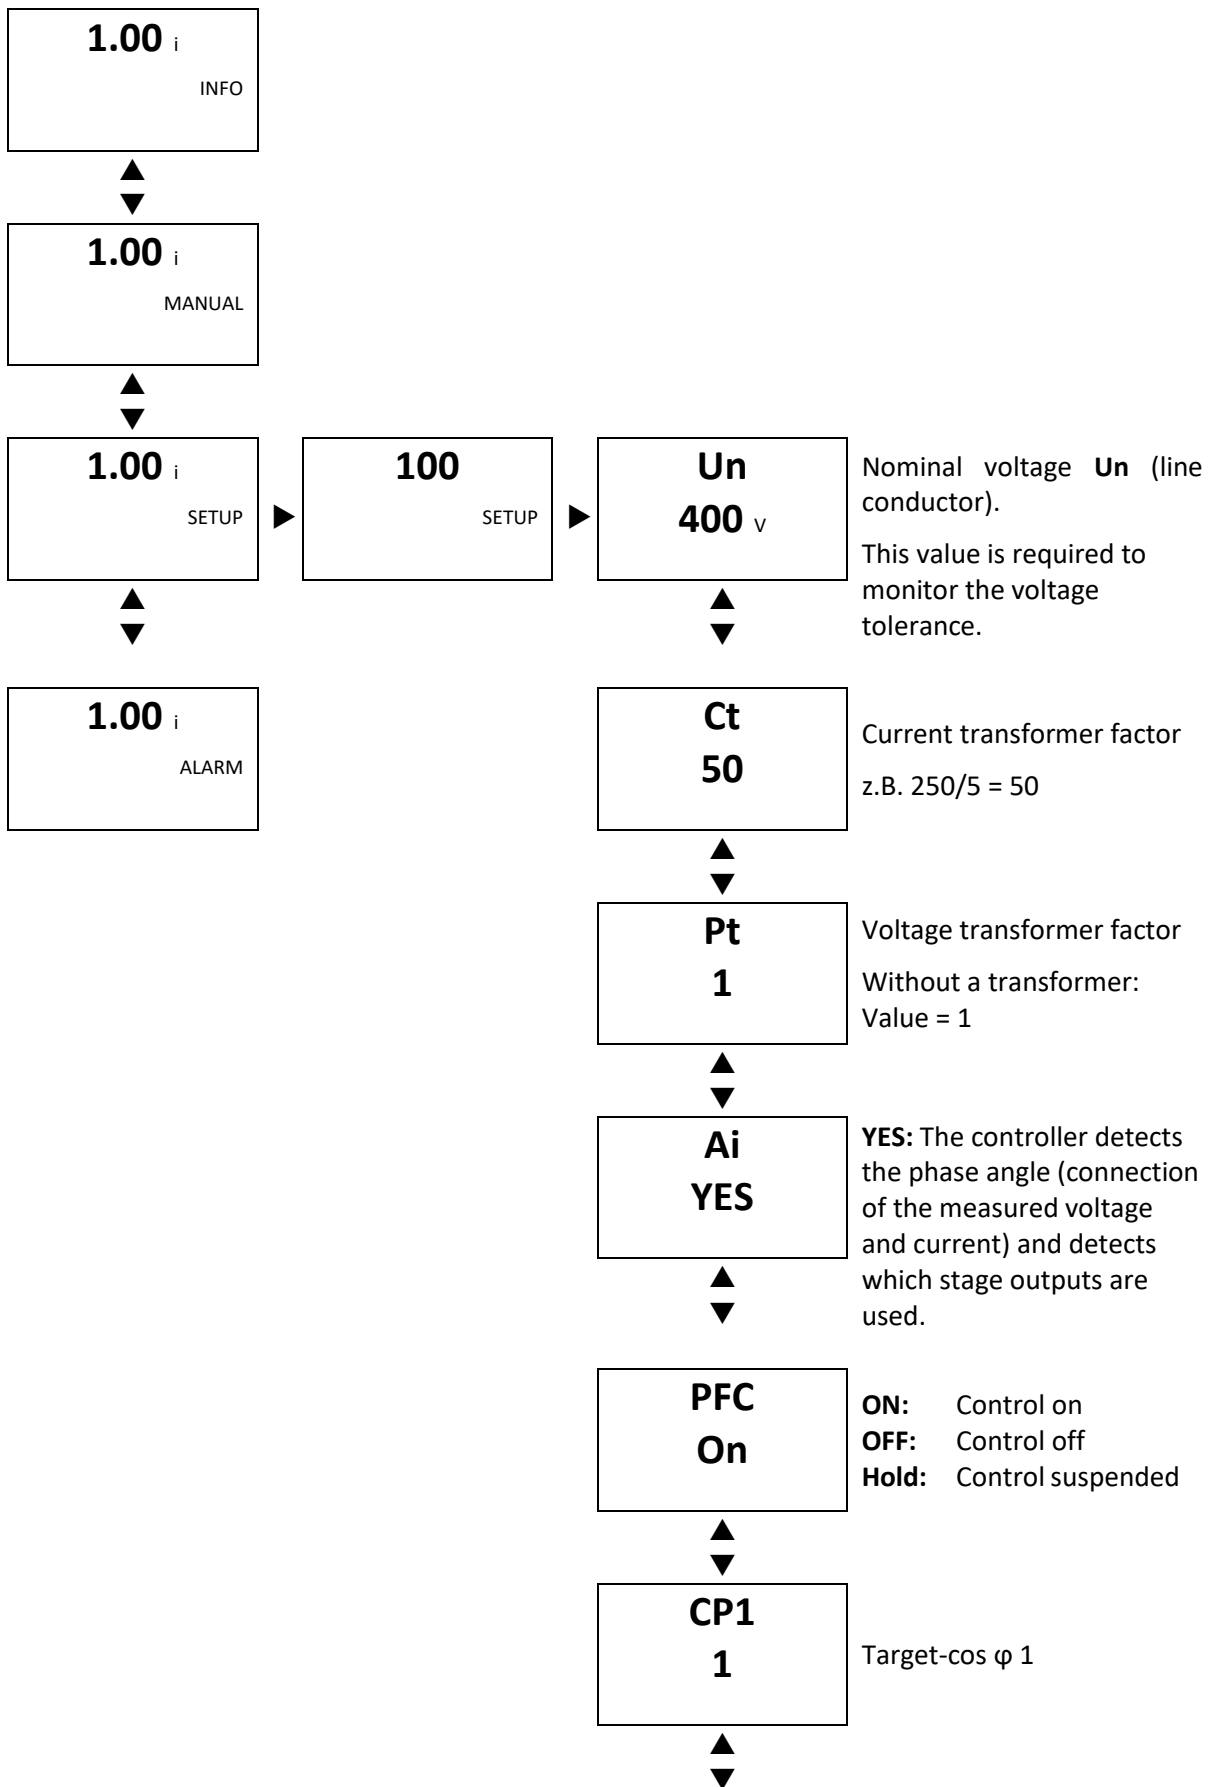 1.00 i
INFO
1.00 i
MANUAL
1.00 i
SETUP
100
SETUP
Un
400 V
Nominal voltage Un (line
conductor).
This value is required to
monitor the voltage
tolerance.
1.00 i
ALARM
Ct
50
Current transformer factor
z.B. 250/5 = 50
Pt
1
Voltage transformer factor
Without a transformer:
Value = 1
Ai
YES
YES: The controller detects
the phase angle (connection
of the measured voltage
and current) and detects
which stage outputs are
used.
PFC
On
ON: Control on
OFF: Control off
Hold: Control suspended
CP1
1
Target-cos φ 1